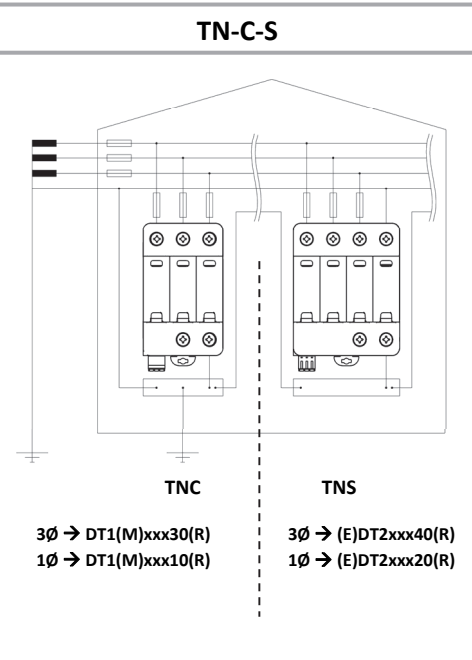 TN-C-S
TNC
TNS
3Ø → DT1(M)xxx30(R)
1Ø → DT1(M)xxx10(R)
3Ø → (E)DT2xxx40(R)
1Ø → (E)DT2xxx20(R)